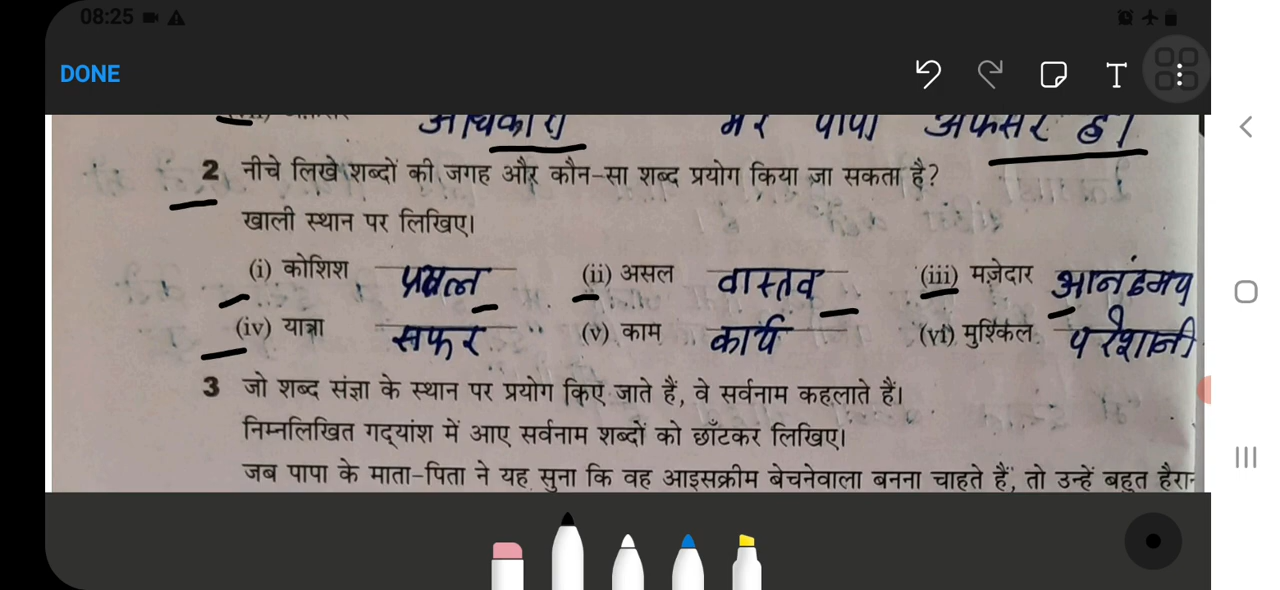 08:25
DONE
T
अधिकारी मेरे पापा अफसर है।
2 नीचे लिखे शब्दों की जगह और कौन-सा शब्द प्रयोग किया जा सकता है?
खाली स्थान पर लिखिए।
(i) कोशिश प्रयत्न (ii) असल वास्तव (iii) मज़ेदार आनंदमय
(iv) यात्रा सफर (v) काम कार्य (vi) मुश्किल परेशानी
3 जो शब्द संज्ञा के स्थान पर प्रयोग किए जाते हैं, वे सर्वनाम कहलाते हैं।
निम्नलिखित गद्यांश में आए सर्वनाम शब्दों को छाँटकर लिखिए।
जब पापा के माता-पिता ने यह सुना कि वह आइसक्रीम बेचनेवाला बनना चाहते हैं, तो उन्हें बहुत